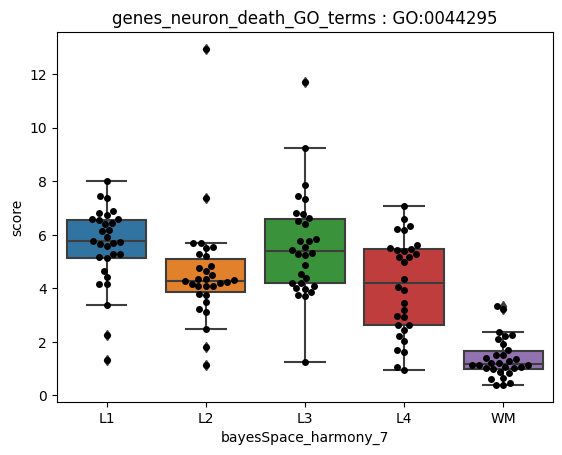 genes_neuron_death_GO_terms : GO:0044295
score
12
10
8
6
4
2
0
L1 L2 L3 L4 WM
bayesSpace_harmony_7